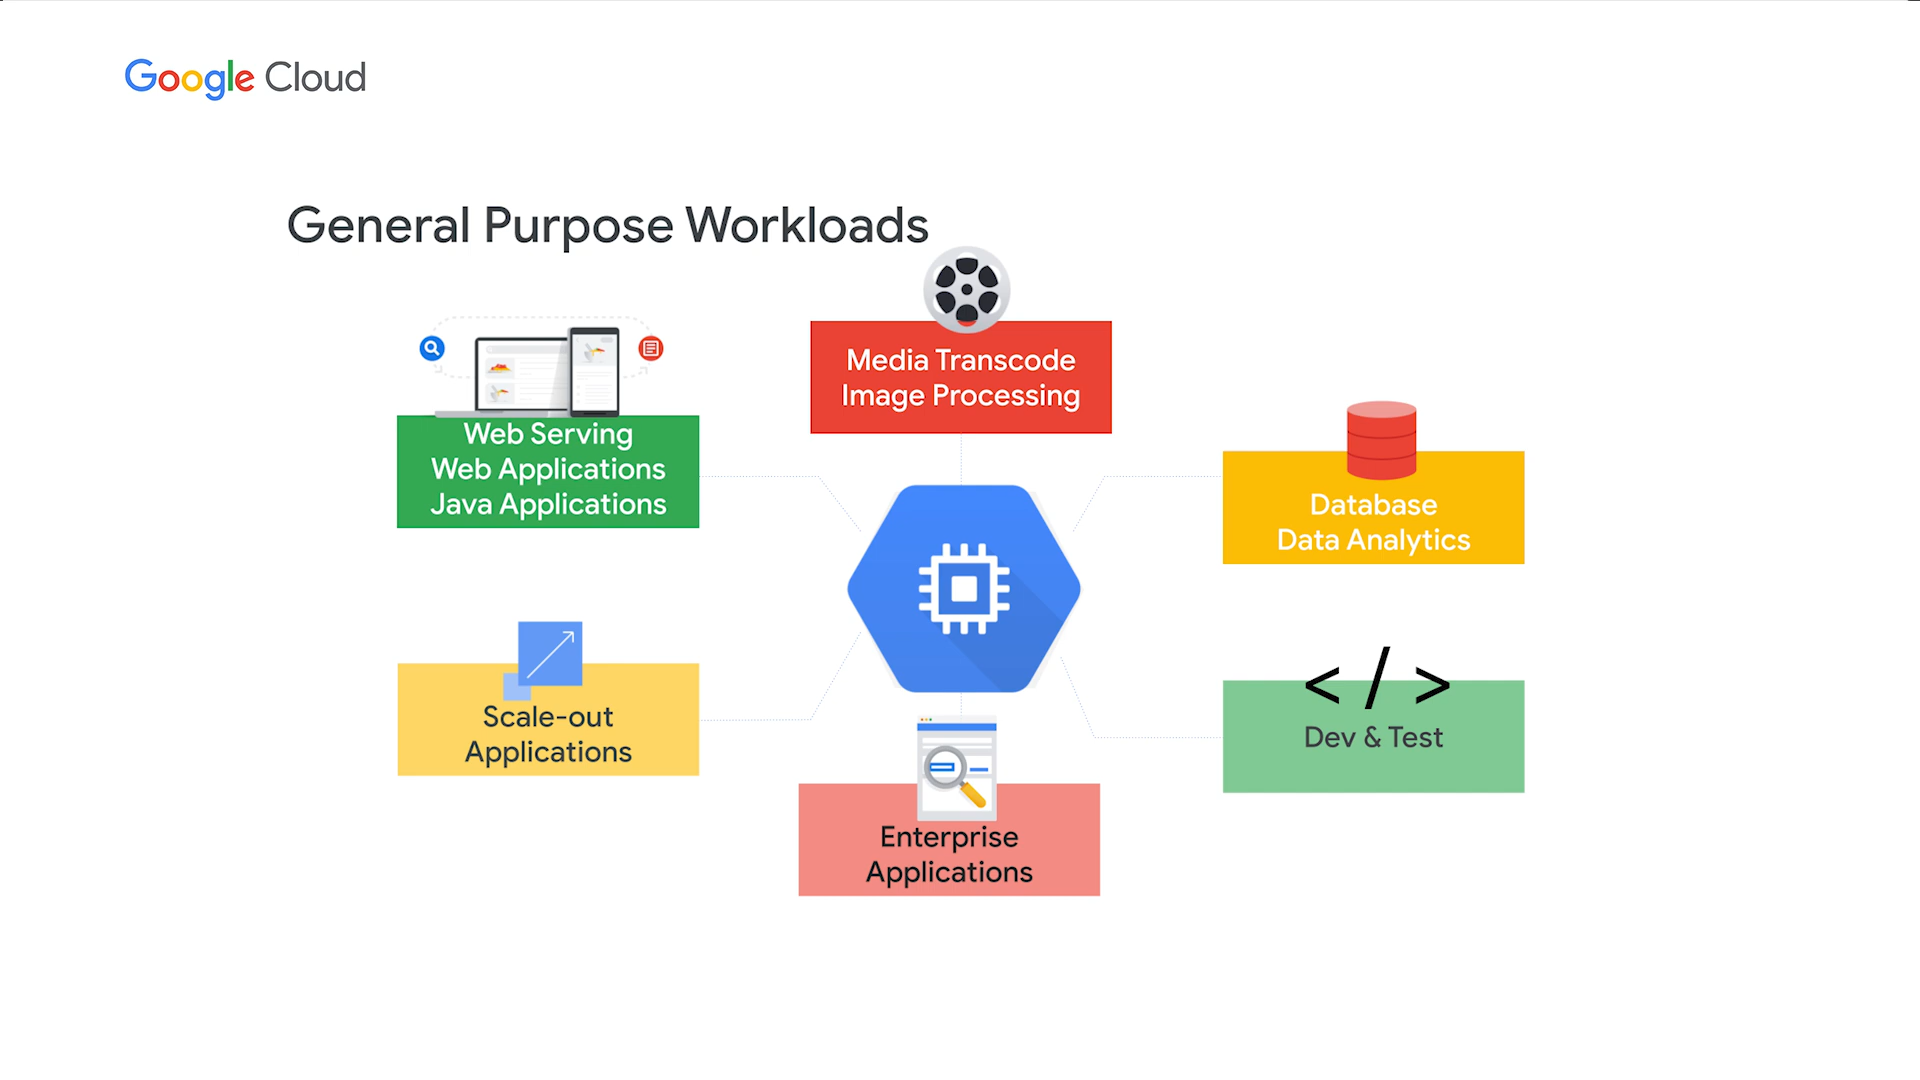 Google Cloud
General Purpose Workloads
Media Transcode
Image Processing
Web Serving
Web Applications
Java Applications
Database
Data Analytics
Scale-out
Applications
< / >
Dev & Test
Enterprise
Applications